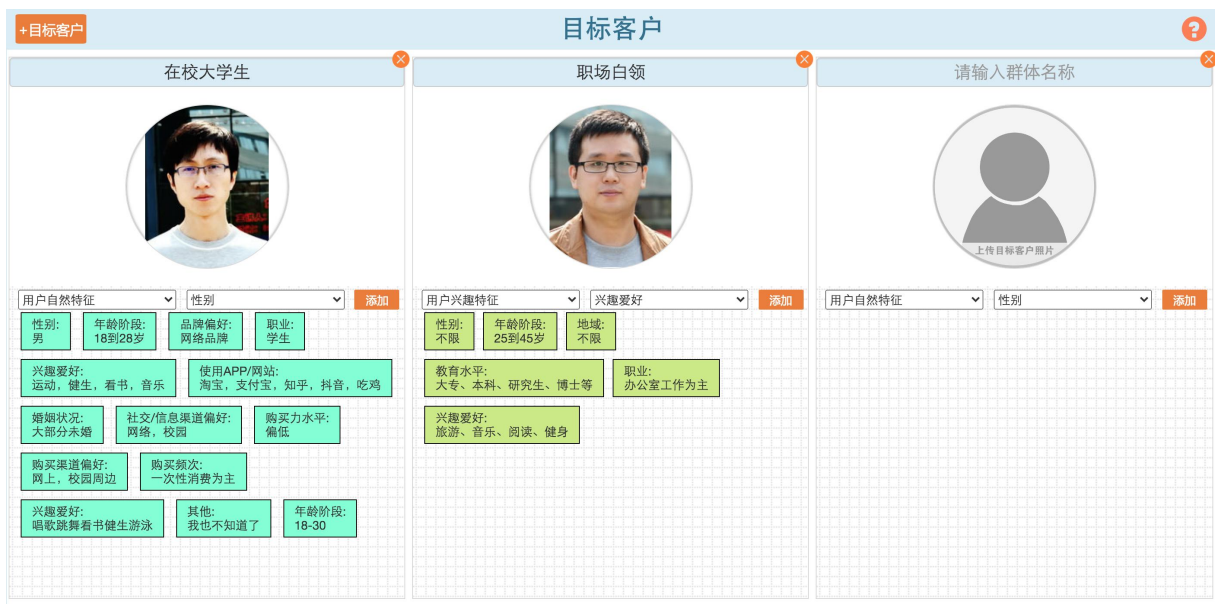 +目标客户
目标客户
?
在校大学生
职场白领
请输入群体名称
上传目标客户照片
用户自然特征
性别
添加
性别:
男
年龄阶段:
18到28岁
品牌偏好:
网络品牌
职业:
学生
兴趣爱好:
运动，健生，看书，音乐
使用APP/网站:
淘宝，支付宝，知乎，抖音，吃鸡
婚姻状况:
大部分未婚
社交/信息渠道偏好:
网络，校园
购买力水平:
偏低
购买渠道偏好:
网上，校园周边
购买频次:
一次性消费为主
兴趣爱好:
唱歌跳舞看书健生游泳
其他:
我也不知道了
年龄阶段:
18-30
用户兴趣特征
兴趣爱好
添加
性别:
不限
年龄阶段:
25到45岁
地域:
不限
教育水平:
大专、本科、研究生、博士等
职业:
办公室工作为主
兴趣爱好:
旅游、音乐、阅读、健身
用户自然特征
性别
添加